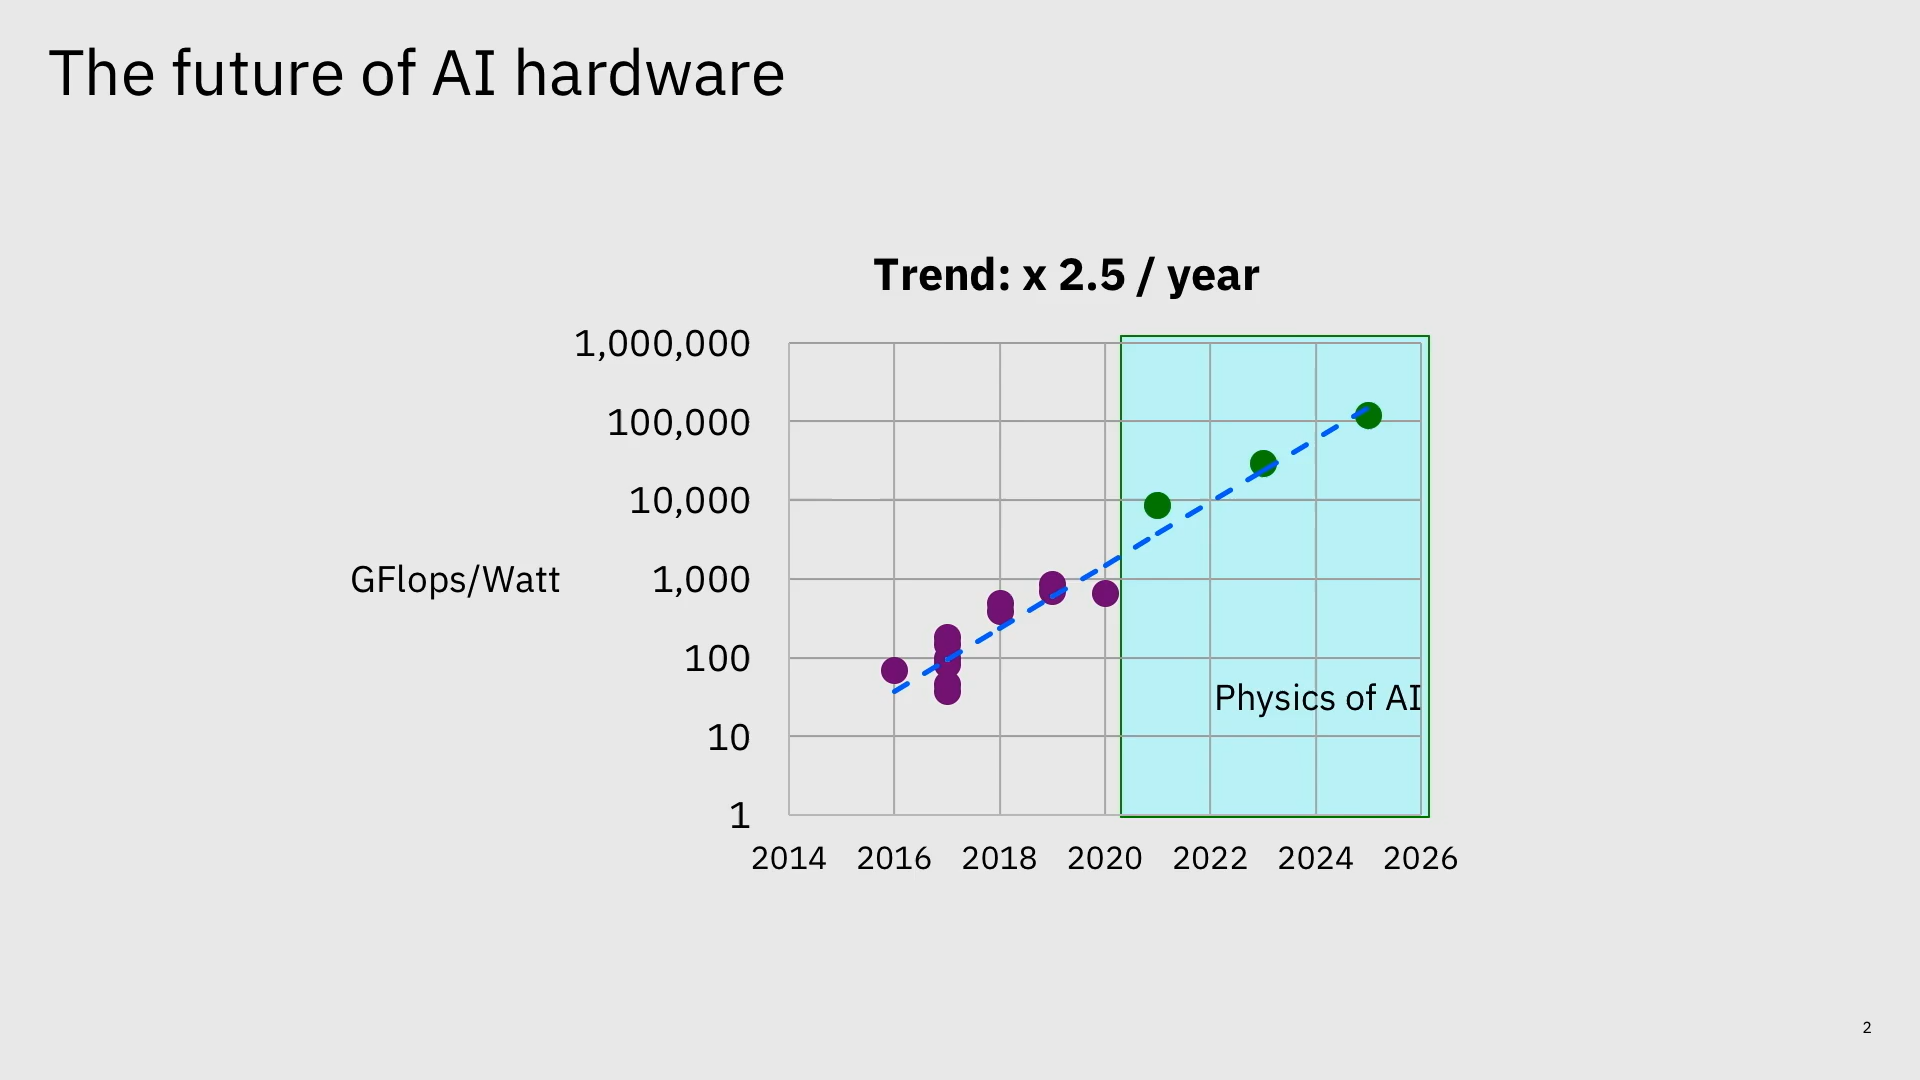 The future of AI hardware
Trend: x 2.5 / year
1,000,000
100,000
10,000
GFlops/Watt
1,000
100
Physics of AI
10
1
2014 2016 2018 2020 2022 2024 2026
2